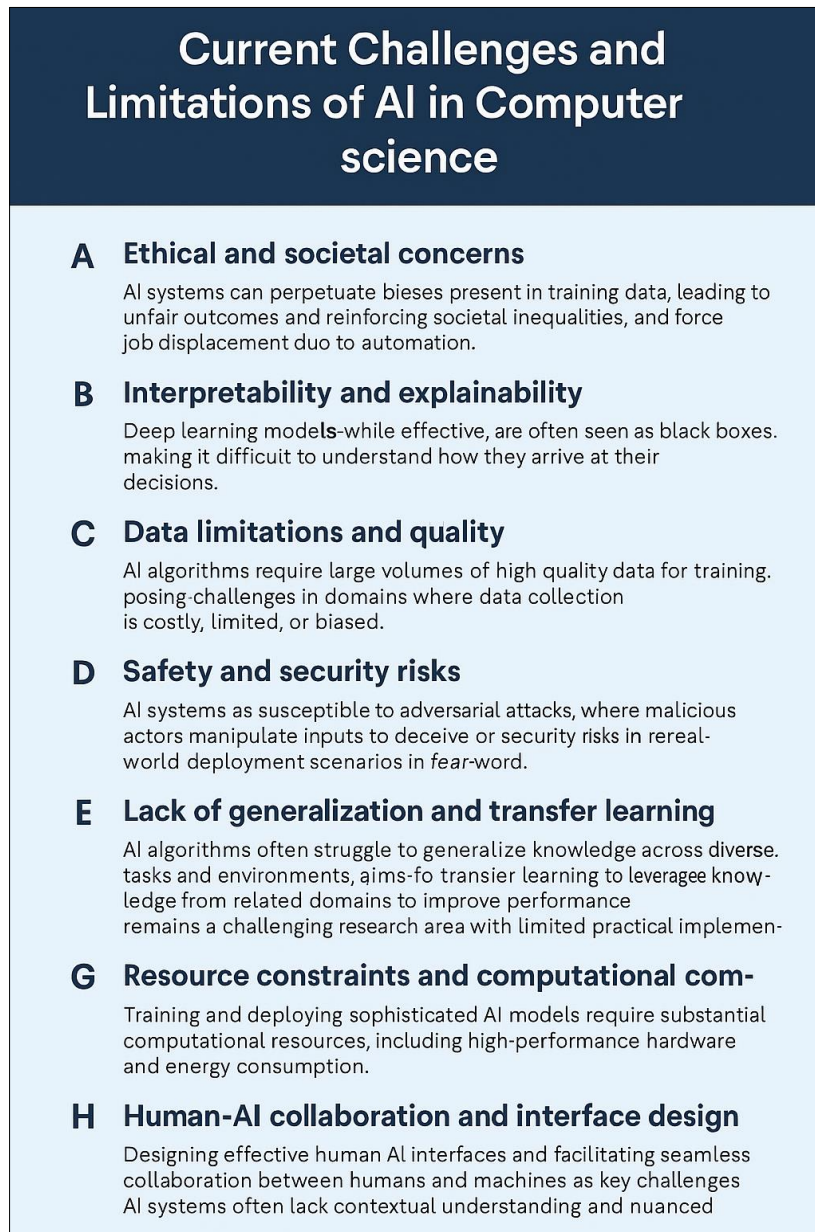 Current Challenges and
Limitations of AI in Computer
science
A Ethical and societal concerns
AI systems can perpetuate bieses present in training data, leading to
unfair outcomes and reinforcing societal inequalities, and force
job displacement duo to automation.
B Interpretability and explainability
Deep learning models-while effective, are often seen as black boxes.
making it difficult to understand how they arrive at their
decisions.
C Data limitations and quality
AI algorithms require large volumes of high quality data for training.
posing-challenges in domains where data collection
is costly, limited, or biased.
D Safety and security risks
AI systems as susceptible to adversarial attacks, where malicious
actors manipulate inputs to deceive or security risks in rereal-
world deployment scenarios in fear-word.
E Lack of generalization and transfer learning
AI algorithms often struggle to generalize knowledge across diverse.
tasks and environments, aims-fo transier learning to leveragee know-
ledge from related domains to improve performance
remains a challenging research area with limited practical implemen-
G Resource constraints and computational com-
Training and deploying sophisticated AI models require substantial
computational resources, including high-performance hardware
and energy consumption.
H Human-AI collaboration and interface design
Designing effective human AI interfaces and facilitating seamless
collaboration between humans and machines as key challenges
AI systems often lack contextual understanding and nuanced